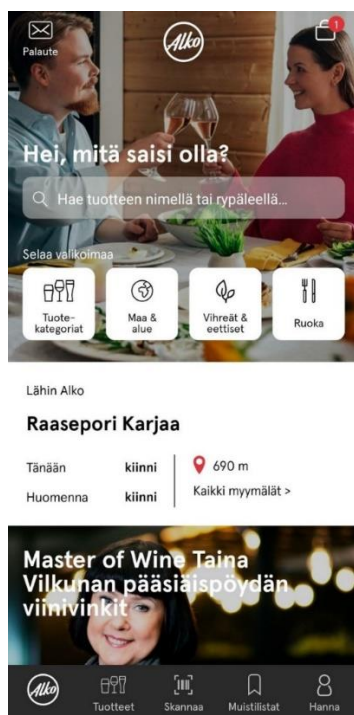 Palaute
Alko
1
Hei, mitä saisi olla?
Hae tuotteen nimellä tai rypäleellä...
Selaa valikoimaa
Tuote-
kategoriat
Maa &
alue
Vihreät &
eettiset
Ruoka
Lähin Alko
Raasepori Karjaa
Tänään kiinni
690 m
Huomenna kiinni
Kaikki myymälät >
Master of Wine Taina
Vilkunan pääsiäispöydän
viinivinkit
Alko
Tuotteet
Skannaa
Muistilistat
Hanna